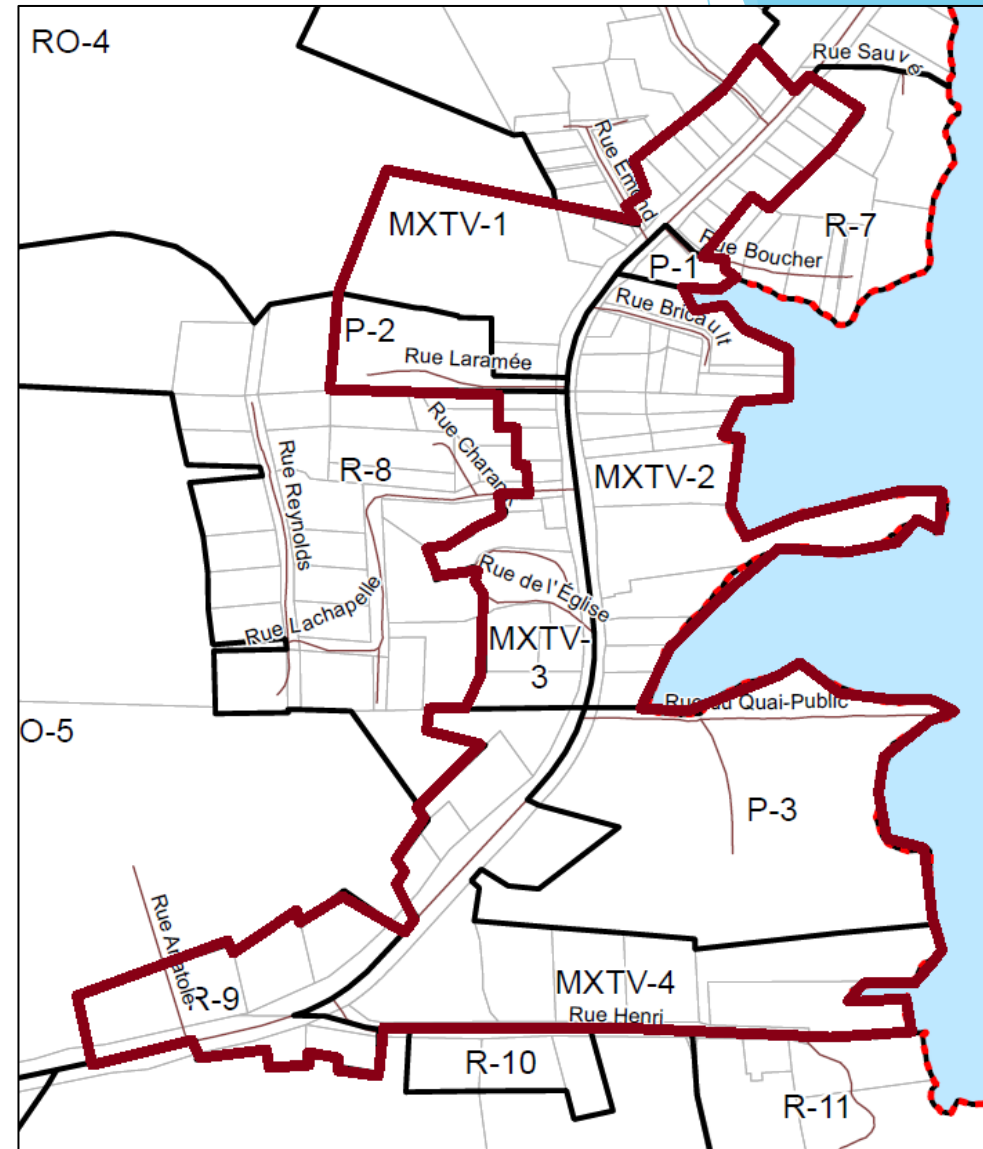 RO-4
Rue Sauvé
Rue Emond
MXTV-1
R-7
Rue Boucher
P-1
Rue Bricault
P-2
Rue Laramée
Rue Charan
R-8
MXTV-2
Rue Reynolds
Rue de l'Église
Rue Lachapelle
MXTV-
3
Rue du Quai-Public
O-5
P-3
Rue Anatole
R-9
MXTV-4
Rue Henri
R-10
R-11